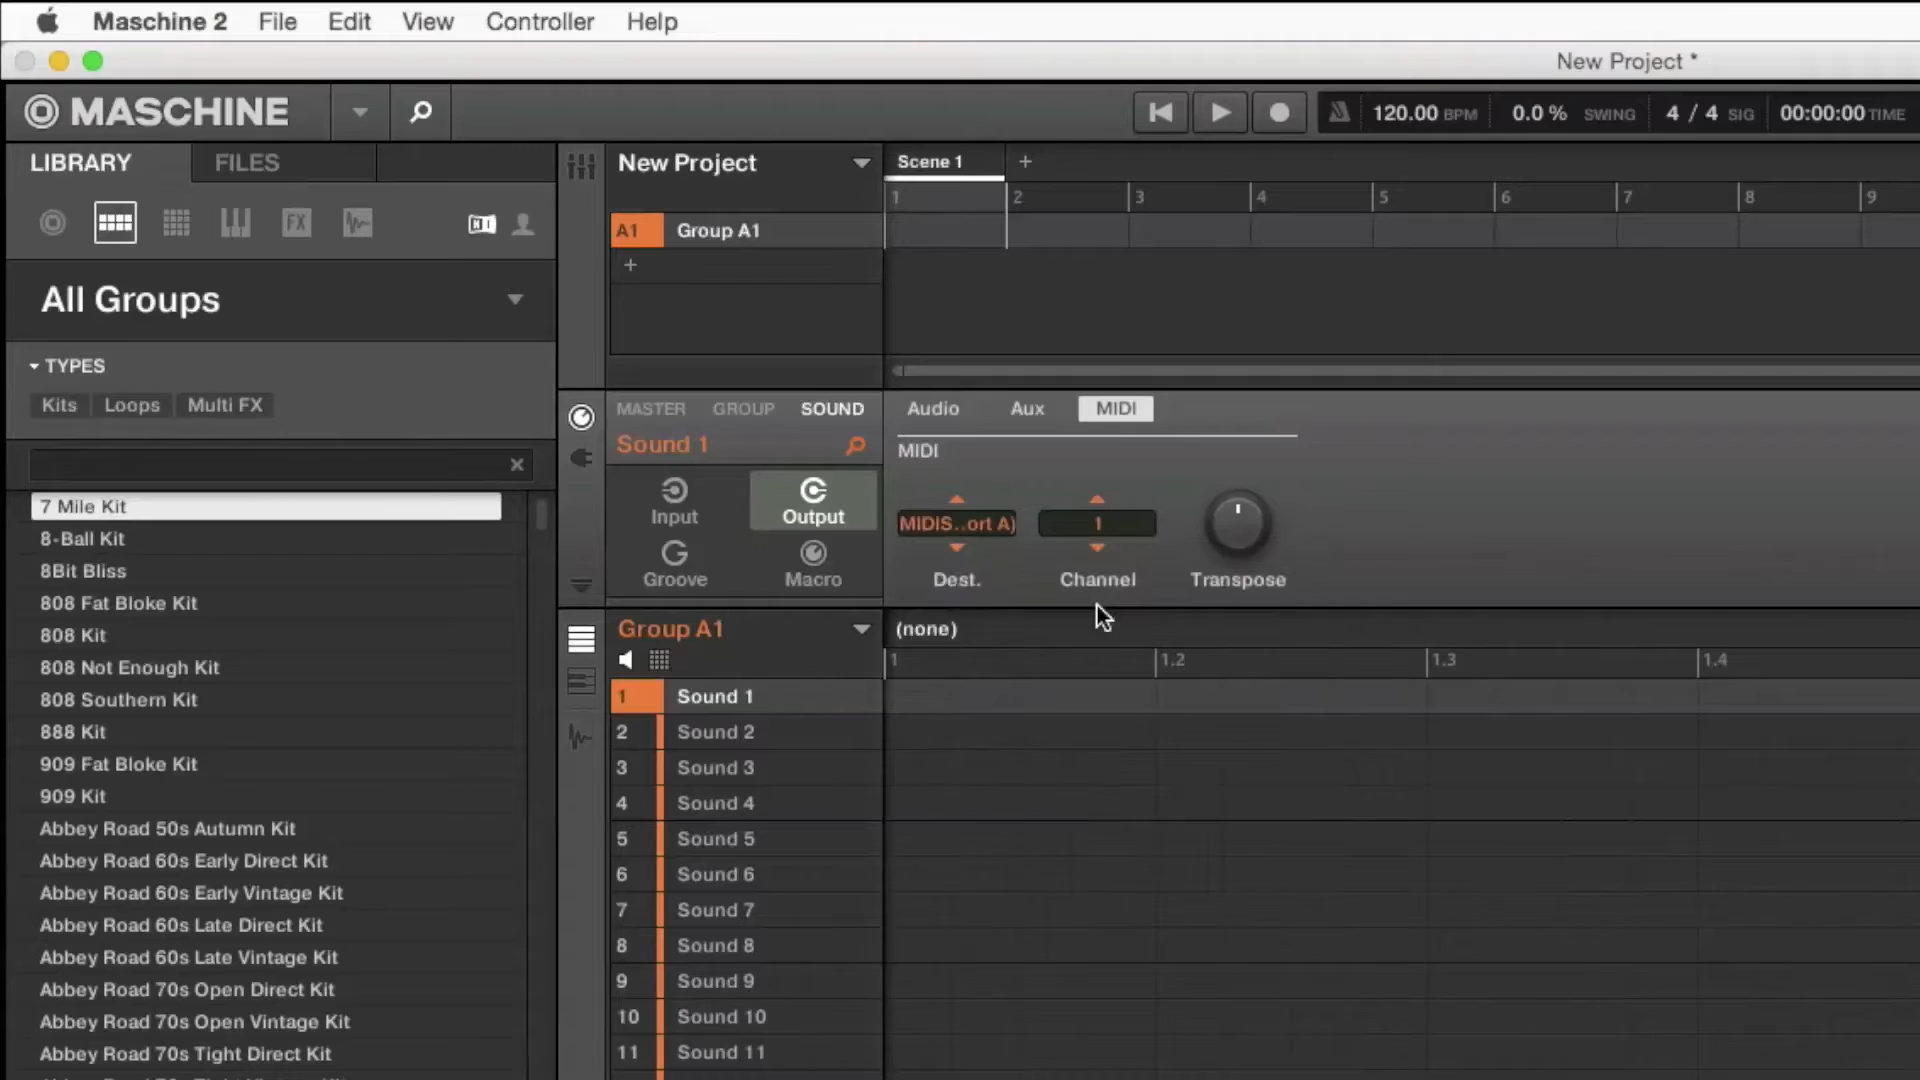 Maschine 2 File Edit View Controller Help
New Project *
MASCHINE
120.00 BPM 0.0 % SWING 4 / 4 SIG 00:00:00 TIME
LIBRARY FILES
New Project
Scene 1 +
1 2 3 4 5 6 7 8 9
FX
NI
A1 Group A1
+
All Groups
TYPES
Kits Loops Multi FX
MASTER GROUP SOUND
Audio Aux MIDI
Sound 1
MIDI
Input Output
Groove Macro
MIDIS..ort A) 1
Dest. Channel Transpose
7 Mile Kit
8-Ball Kit
8Bit Bliss
808 Fat Bloke Kit
808 Kit
808 Not Enough Kit
808 Southern Kit
888 Kit
909 Fat Bloke Kit
909 Kit
Abbey Road 50s Autumn Kit
Abbey Road 60s Early Direct Kit
Abbey Road 60s Early Vintage Kit
Abbey Road 60s Late Direct Kit
Abbey Road 60s Late Vintage Kit
Abbey Road 70s Open Direct Kit
Abbey Road 70s Open Vintage Kit
Abbey Road 70s Tight Direct Kit
Group A1
(none)
1 1.2 1.3 1.4
1 Sound 1
2 Sound 2
3 Sound 3
4 Sound 4
5 Sound 5
6 Sound 6
7 Sound 7
8 Sound 8
9 Sound 9
10 Sound 10
11 Sound 11